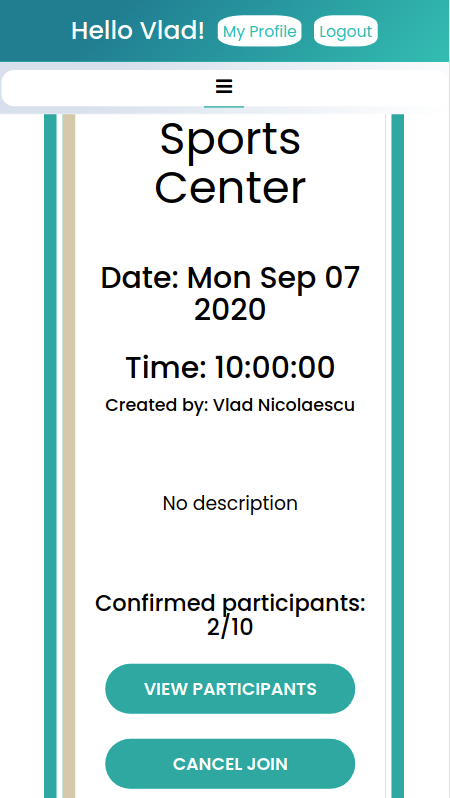 Hello Vlad! My Profile Logout
Sports
Center
Date: Mon Sep 07
2020
Time: 10:00:00
Created by: Vlad Nicolaescu
No description
Confirmed participants:
2/10
VIEW PARTICIPANTS
CANCEL JOIN